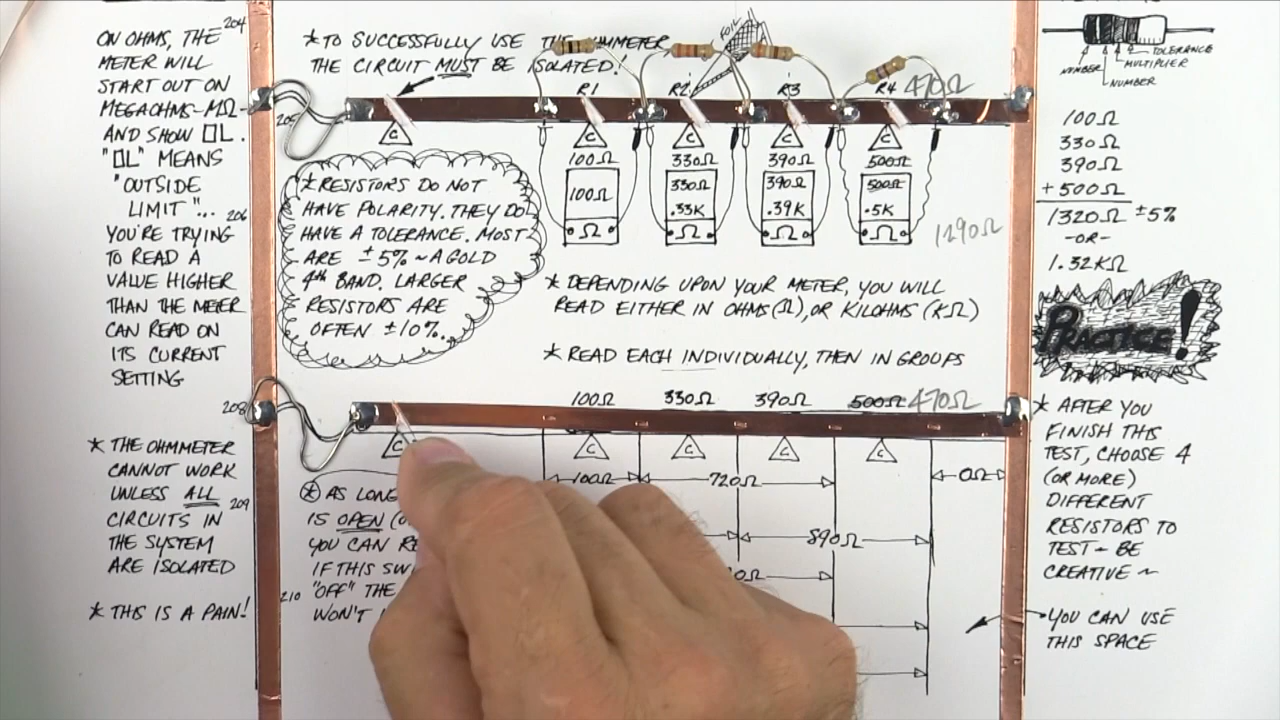 204
ON OHMS, THE
METER WILL
START OUT ON
MEGAOHMS-MΩ
AND SHOW OL.
"OL" MEANS
"OUTSIDE
LIMIT"...
206
YOU'RE TRYING
TO READ A
VALUE HIGHER
THAN THE METER
CAN READ ON
ITS CURRENT
SETTING
208
* THE OHMMETER
CANNOT WORK
UNLESS ALL
209
CIRCUITS IN
THE SYSTEM
ARE ISOLATED
210
* THIS IS A PAIN!
* TO SUCCESSFULLY USE THE OHMMETER
THE CIRCUIT MUST BE ISOLATED!
FOIL
205
R1 R2 R3 R4 470Ω
C C C C C
100Ω 330Ω 390Ω 500Ω
100Ω 330Ω 390Ω 500Ω
.33K .39K .5K
Ω Ω Ω Ω
1290Ω
* RESISTORS DO NOT
HAVE POLARITY. THEY DO
HAVE A TOLERANCE. MOST
ARE ±5% ~ A GOLD
4th BAND. LARGER
RESISTORS ARE
OFTEN ±10%.
* DEPENDING UPON YOUR METER, YOU WILL
READ EITHER IN OHMS (Ω), OR KILOHMS (KΩ)
* READ EACH INDIVIDUALLY, THEN IN GROUPS
100Ω 330Ω 390Ω 500Ω 470Ω
C C C C C
100Ω 720Ω 0Ω
890Ω
* AS LONG
IS OPEN
YOU CAN
IF THIS
"OFF" THE
WON'T
NUMBER
NUMBER
MULTIPLIER
TOLERANCE
100Ω
330Ω
390Ω
+ 500Ω
1320Ω ±5%
-OR-
1.32KΩ
PRACTICE!
* AFTER YOU
FINISH THIS
TEST, CHOOSE 4
(OR MORE)
DIFFERENT
RESISTORS TO
TEST - BE
CREATIVE ~
YOU CAN USE
THIS SPACE